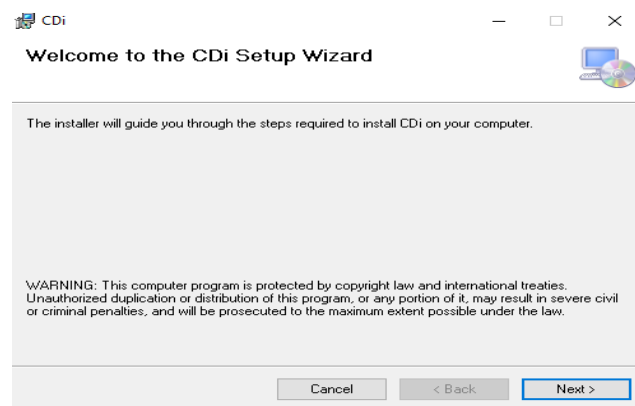 CDi
Welcome to the CDi Setup Wizard
The installer will guide you through the steps required to install CDi on your computer.
WARNING: This computer program is protected by copyright law and international treaties.
Unauthorized duplication or distribution of this program, or any portion of it, may result in severe civil
or criminal penalties, and will be prosecuted to the maximum extent possible under the law.
Cancel
< Back
Next >